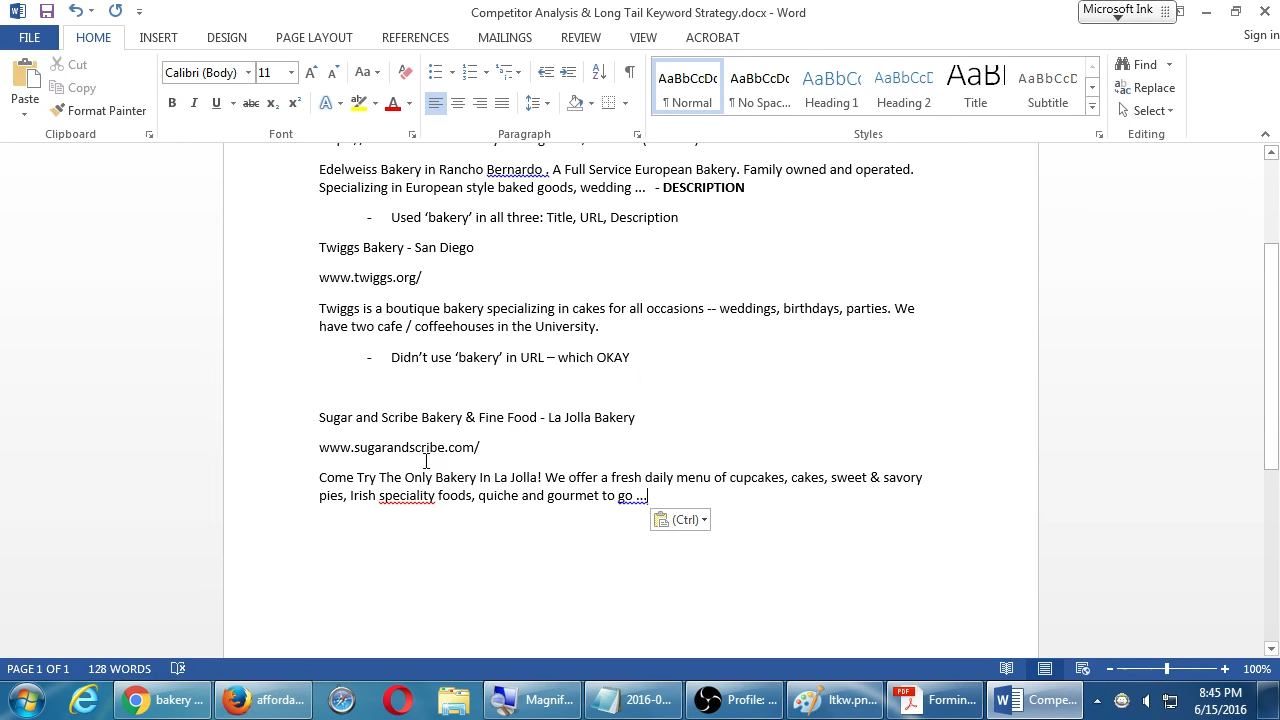 Competitor Analysis & Long Tail Keyword Strategy.docx - Word
Microsoft Ink
FILE HOME INSERT DESIGN PAGE LAYOUT REFERENCES MAILINGS REVIEW VIEW ACROBAT
Sign in
Paste
Cut
Copy
Format Painter
Calibri (Body) 11
AaBbCcDc AaBbCcDc AaBbCc AaBbCcD AaB AaBbCcD
¶ Normal ¶ No Spac... Heading 1 Heading 2 Title Subtitle
Find
Replace
Select
Clipboard Font Paragraph Styles Editing
Edelweiss Bakery in Rancho Bernardo , A Full Service European Bakery. Family owned and operated.
Specializing in European style baked goods, wedding ... - DESCRIPTION
- Used ‘bakery’ in all three: Title, URL, Description
Twiggs Bakery - San Diego
www.twiggs.org/
Twiggs is a boutique bakery specializing in cakes for all occasions -- weddings, birthdays, parties. We
have two cafe / coffeehouses in the University.
- Didn’t use ‘bakery’ in URL – which OKAY
Sugar and Scribe Bakery & Fine Food - La Jolla Bakery
www.sugarandscribe.com/
Come Try The Only Bakery In La Jolla! We offer a fresh daily menu of cupcakes, cakes, sweet & savory
pies, Irish speciality foods, quiche and gourmet to go ...
(Ctrl)
PAGE 1 OF 1 128 WORDS 100%
bakery ... afforda... Magnif... 2016-0... Profile: ... ltkw.pn... Formin... Compe...
8:45 PM
6/15/2016